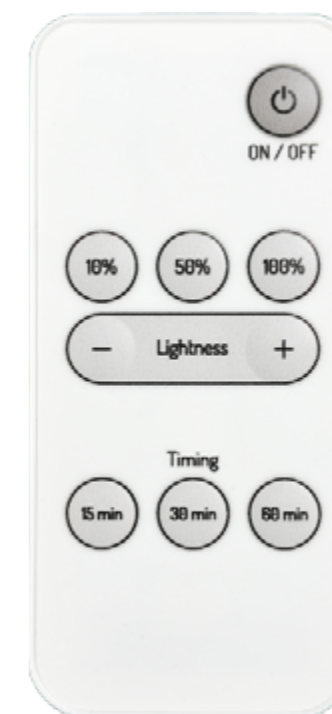 ON / OFF
10% 50% 100%
− Lightness +
Timing
15 min 30 min 60 min